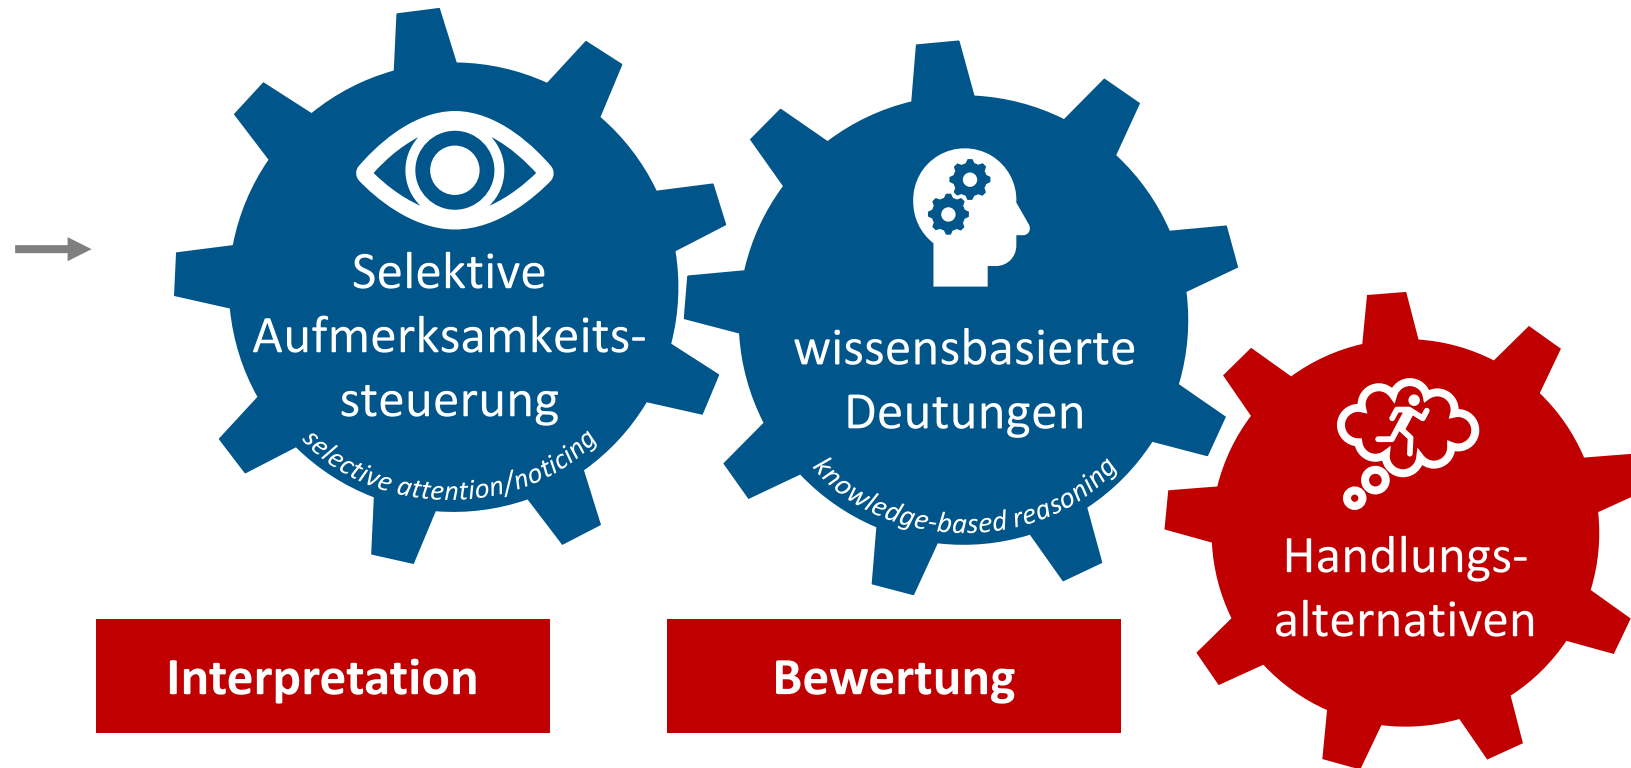 Selektive
Aufmerksamkeits-
steuerung
selective attention/noticing
wissensbasierte
Deutungen
knowledge-based reasoning
Handlungs-
alternativen
Interpretation
Bewertung